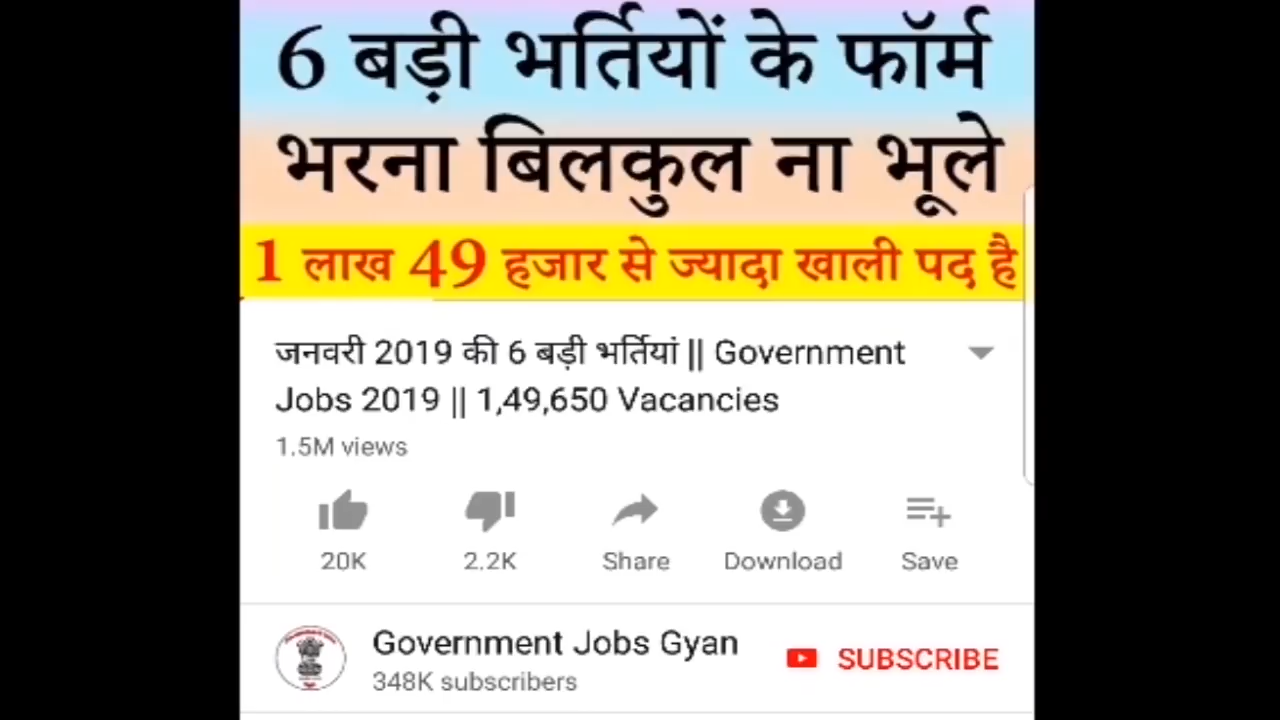 6 बड़ी भर्तियों के फॉर्म
भरना बिलकुल ना भूले
1 लाख 49 हजार से ज्यादा खाली पद है
जनवरी 2019 की 6 बड़ी भर्तियां || Government
Jobs 2019 || 1,49,650 Vacancies
1.5M views
20K 2.2K Share Download Save
Government Jobs Gyan
SUBSCRIBE
348K subscribers